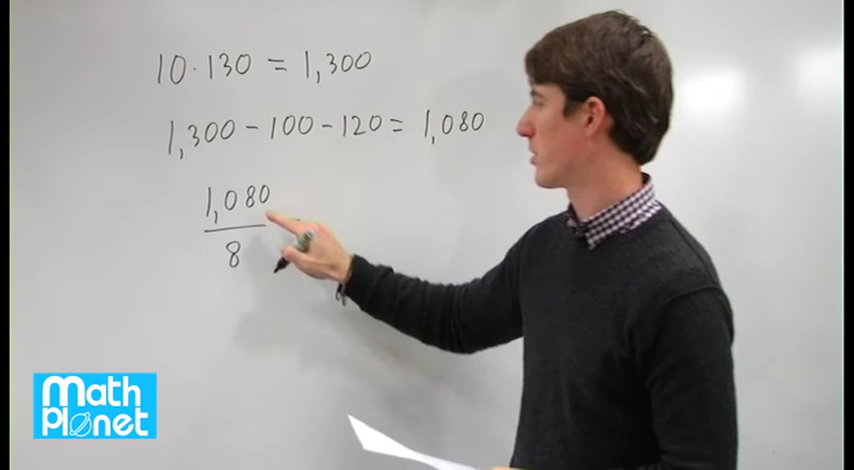 10 · 130 = 1,300
1,300 - 100 - 120 = 1,080
1,080
8
Math
Planet